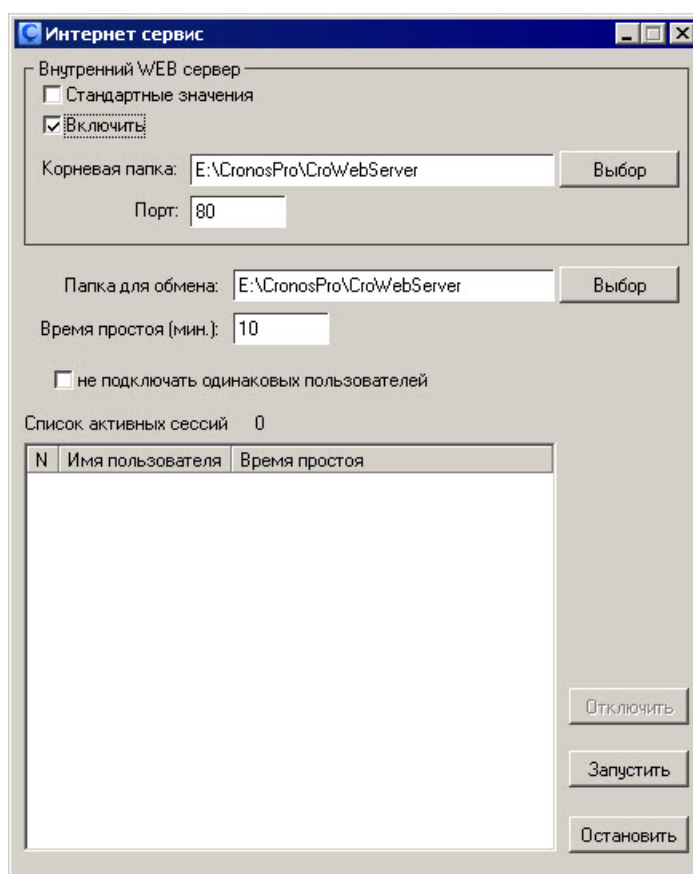 Интернет сервис
Внутренний WEB сервер
Стандартные значения
Включить
Корневая папка: E:\CronosPro\CroWebServer Выбор
Порт: 80
Папка для обмена: E:\CronosPro\CroWebServer Выбор
Время простоя (мин.): 10
не подключать одинаковых пользователей
Список активных сессий 0
N Имя пользователя Время простоя
Отключить
Запустить
Остановить